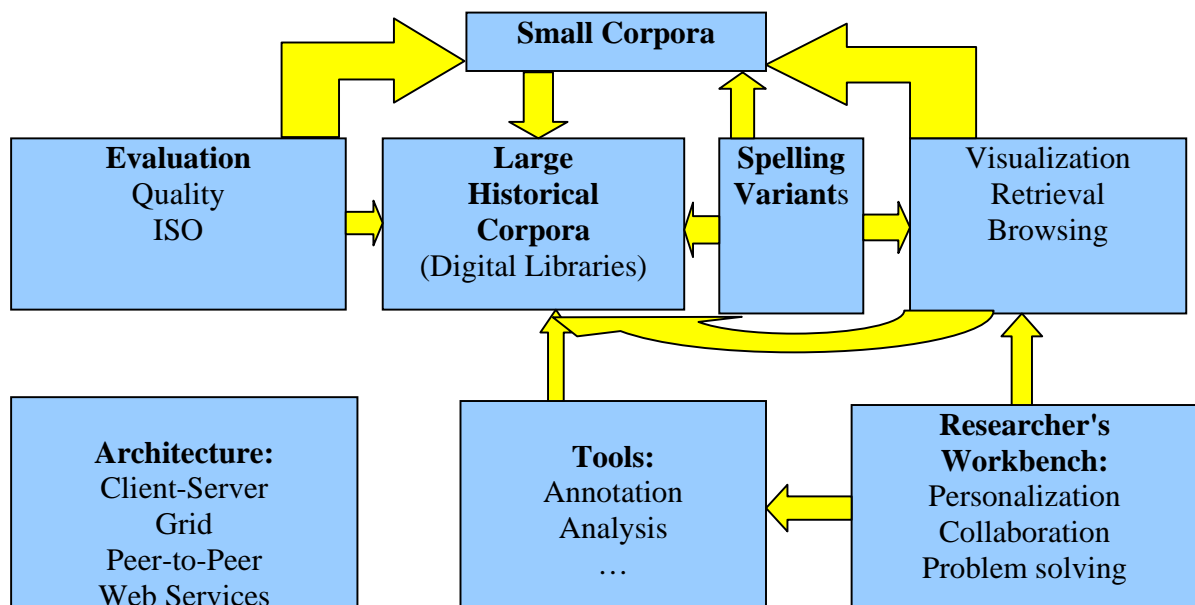 Small Corpora
Evaluation
Quality
ISO
Large
Historical
Corpora
(Digital Libraries)
Spelling
Variants
Visualization
Retrieval
Browsing
Architecture:
Client-Server
Grid
Peer-to-Peer
Web Services
Tools:
Annotation
Analysis
…
Researcher's
Workbench:
Personalization
Collaboration
Problem solving